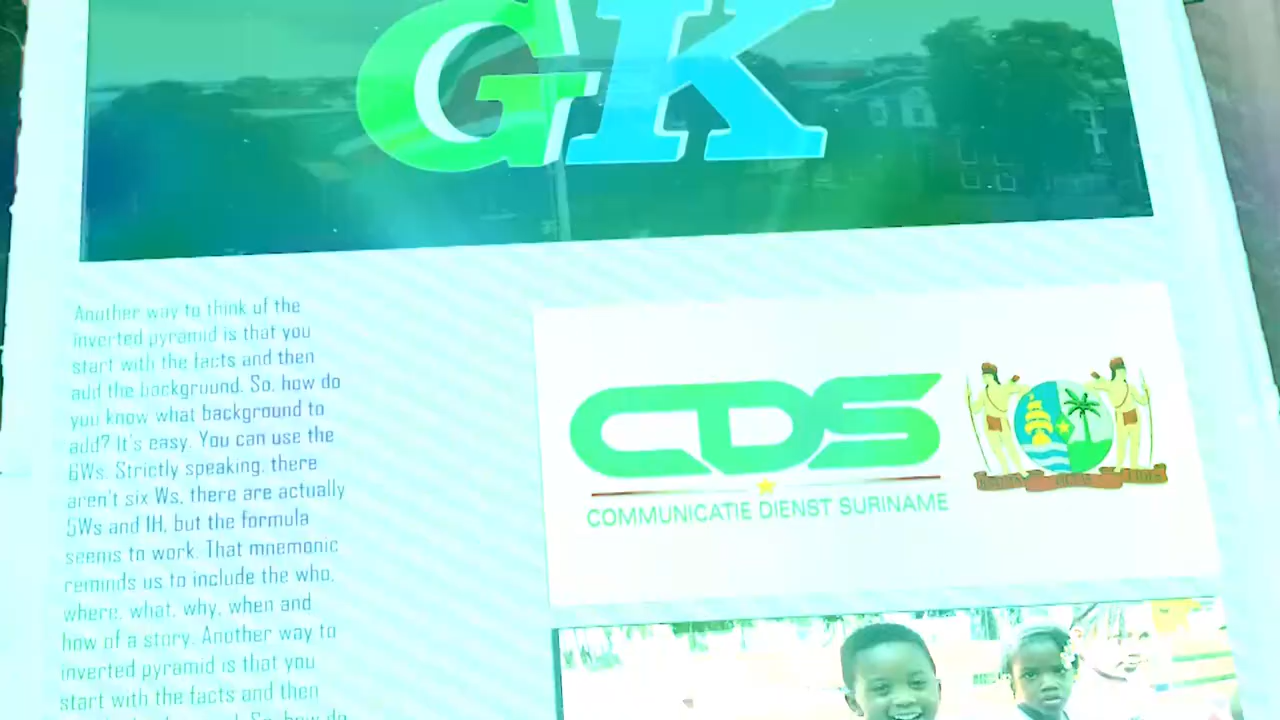 GK
Another way to think of the
inverted pyramid is that you
start with the facts and then
add the background. So, how do
you know what background to
add? It's easy. You can use the
6Ws. Strictly speaking, there
aren't six Ws, there are actually
5Ws and 1H, but the formula
seems to work. That mnemonic
reminds us to include the who,
where, what, why, when and
how of a story. Another way to
inverted pyramid is that you
start with the facts and then
CDS
COMMUNICATIE DIENST SURINAME